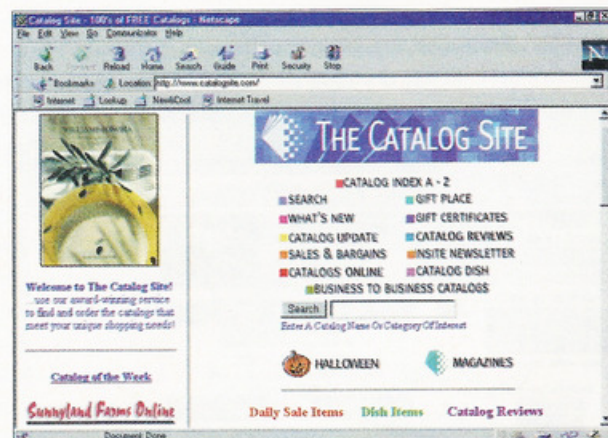 Catalog Site - 100's of FREE Catalogs - Netscape
File Edit View Go Communicator Help
Back Reload Home Search Guide Print Security Stop
Bookmarks Location: http://www.catalogsite.com/
Internet Lookup New&Cool Internet Travel
WILLIAMS-SONOMA
THE CATALOG SITE
CATALOG INDEX A - Z
SEARCH GIFT PLACE
WHAT'S NEW GIFT CERTIFICATES
CATALOG UPDATE CATALOG REVIEWS
SALES & BARGAINS INSITE NEWSLETTER
CATALOGS ONLINE CATALOG DISH
BUSINESS TO BUSINESS CATALOGS
Search
Enter A Catalog Name Or Category Of Interest
HALLOWEEN MAGAZINES
Daily Sale Items Dish Items Catalog Reviews
Welcome to The Catalog Site!
...use our award-winning service
to find and order the catalogs that
meet your unique shopping needs!
Catalog of the Week
Sunnyland Farms Online
Document: Done